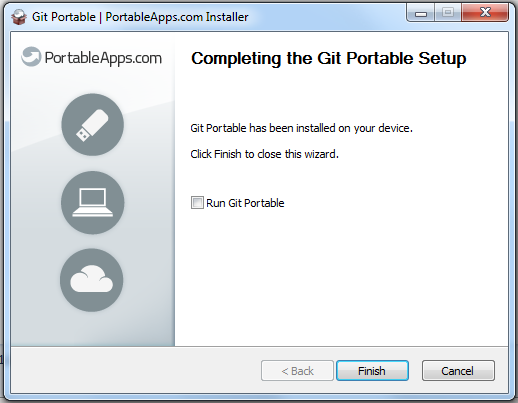 Git Portable | PortableApps.com Installer
PortableApps.com
Completing the Git Portable Setup
Git Portable has been installed on your device.
Click Finish to close this wizard.
Run Git Portable
< Back
Finish
Cancel